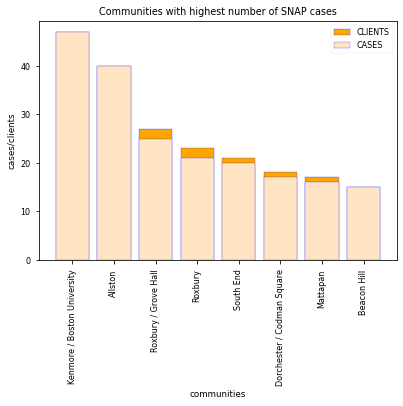 Communities with highest number of SNAP cases
CLIENTS
CASES
cases/clients
40
30
20
10
0
Kenmore / Boston University
Allston
Roxbury / Grove Hall
Roxbury
South End
Dorchester / Codman Square
Mattapan
Beacon Hill
communities